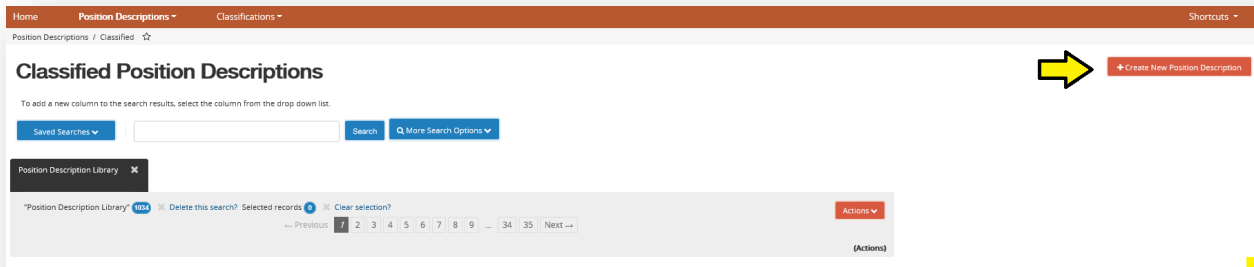 Home Position Descriptions Classifications Shortcuts
Position Descriptions / Classified
Classified Position Descriptions
+ Create New Position Description
To add a new column to the search results, select the column from the drop down list.
Saved Searches Search More Search Options
Position Description Library ✖
"Position Description Library" 1034 ✖ Delete this search? Selected records 0 ✖ Clear selection?
Actions
← Previous 1 2 3 4 5 6 7 8 9 ... 34 35 Next →
(Actions)